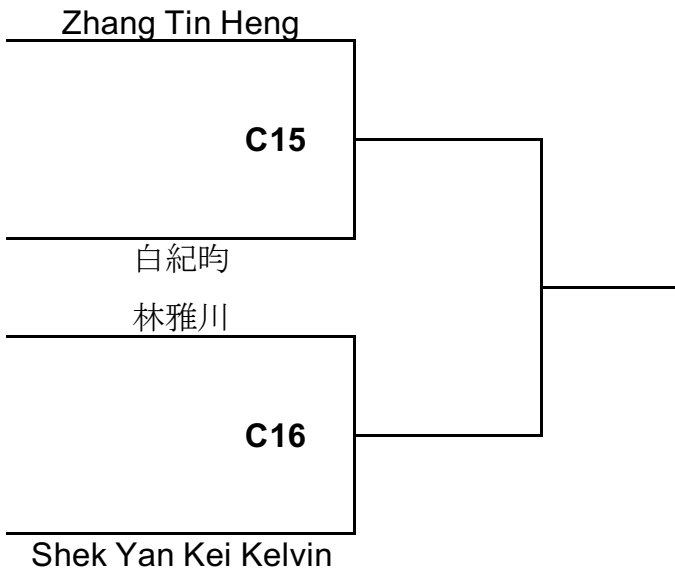 Zhang Tin Heng
C15
白紀昀
林雅川
C16
Shek Yan Kei Kelvin